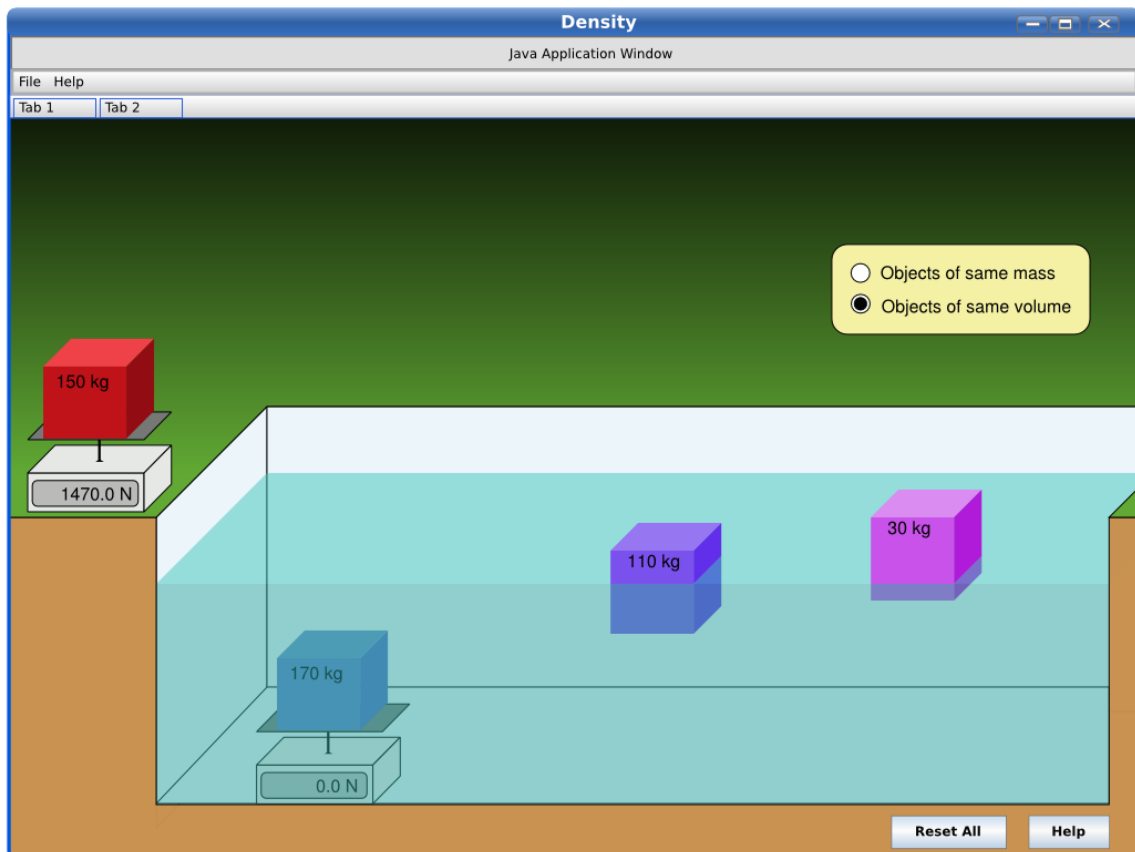 Density
Java Application Window
File Help
Tab 1 Tab 2
Objects of same mass
Objects of same volume
150 kg
1470.0 N
30 kg
110 kg
170 kg
0.0 N
Reset All Help